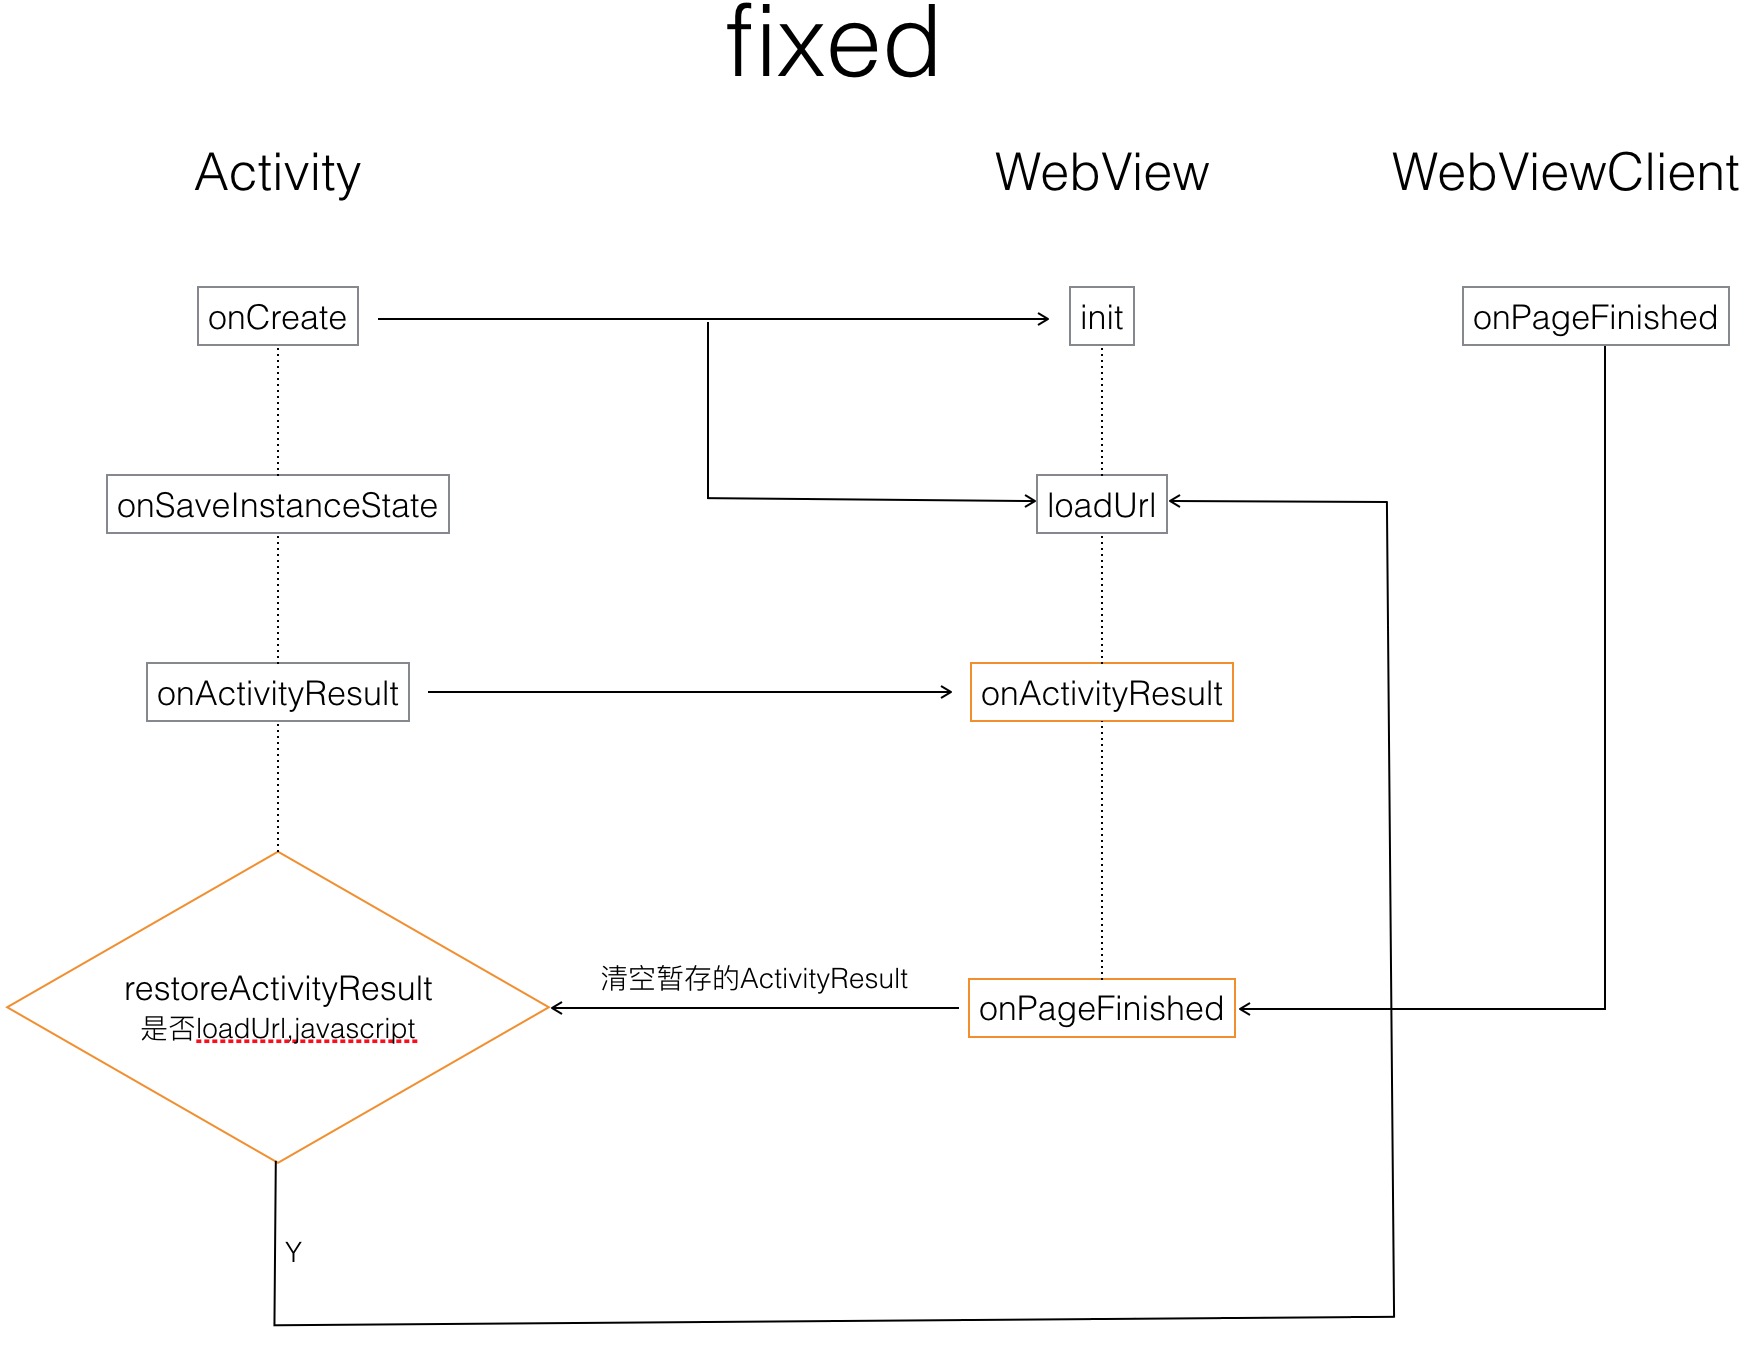 fixed
Activity
WebView
WebViewClient
onCreate
init
onPageFinished
onSaveInstanceState
loadUrl
onActivityResult
onActivityResult
清空暂存的ActivityResult
restoreActivityResult
是否loadUrl,javascript
onPageFinished
Y